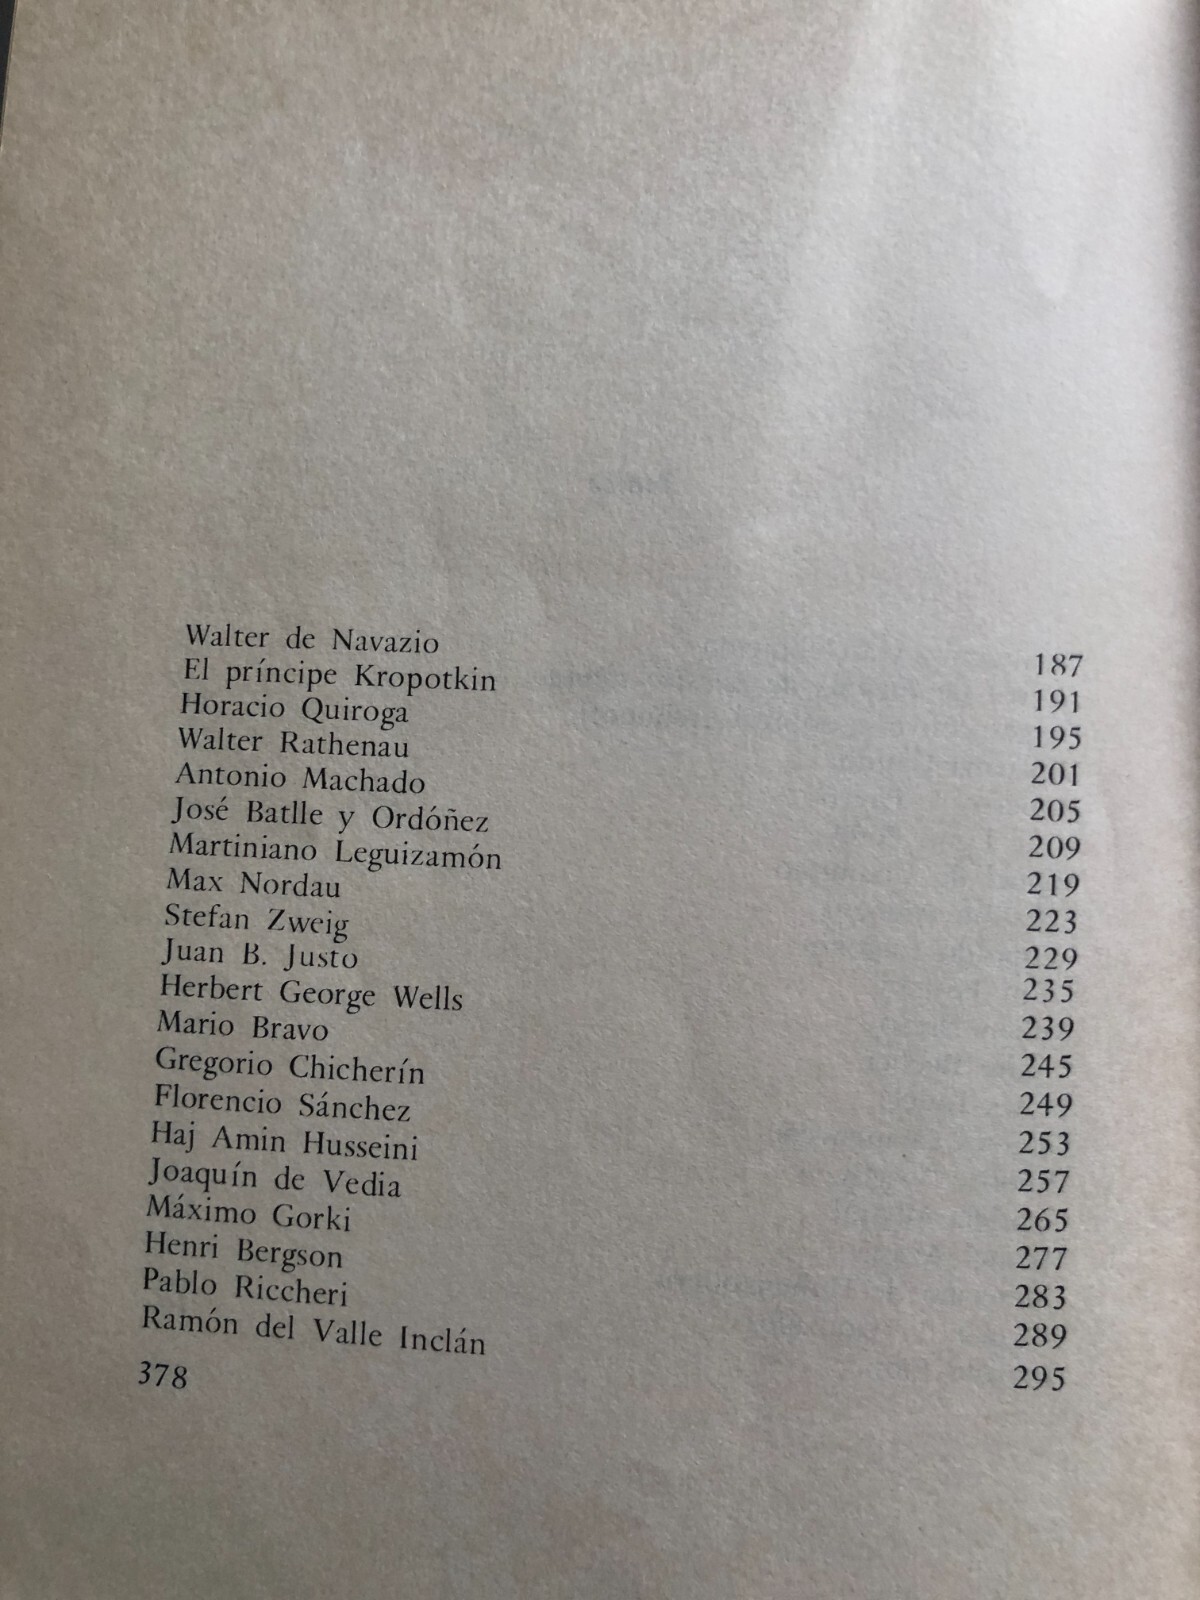 Walter de Navazio 187
El príncipe Kropotkin 191
Horacio Quiroga 195
Walter Rathenau 201
Antonio Machado 205
José Batlle y Ordóñez 209
Martiniano Leguizamón 219
Max Nordau 223
Stefan Zweig 229
Juan B. Justo 235
Herbert George Wells 239
Mario Bravo 245
Gregorio Chicherín 249
Florencio Sánchez 253
Haj Amin Husseini 257
Joaquín de Vedia 265
Máximo Gorki 277
Henri Bergson 283
Pablo Riccheri 289
Ramón del Valle Inclán 295
378